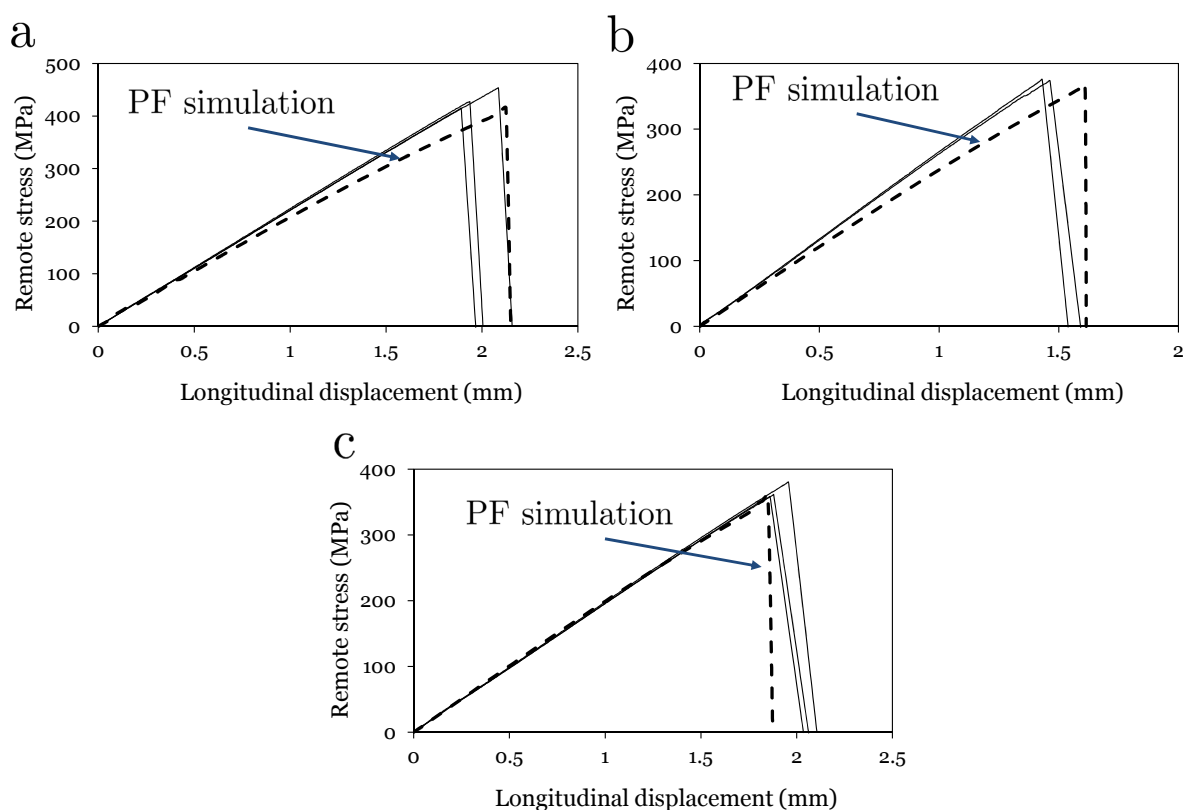 a
500
400
300
200
100
0
0 0.5 1 1.5 2 2.5
Remote stress (MPa)
Longitudinal displacement (mm)
PF simulation
b
400
300
200
100
0
0 0.5 1 1.5 2
Remote stress (MPa)
Longitudinal displacement (mm)
PF simulation
c
400
300
200
100
0
0 0.5 1 1.5 2 2.5
Remote stress (MPa)
Longitudinal displacement (mm)
PF simulation